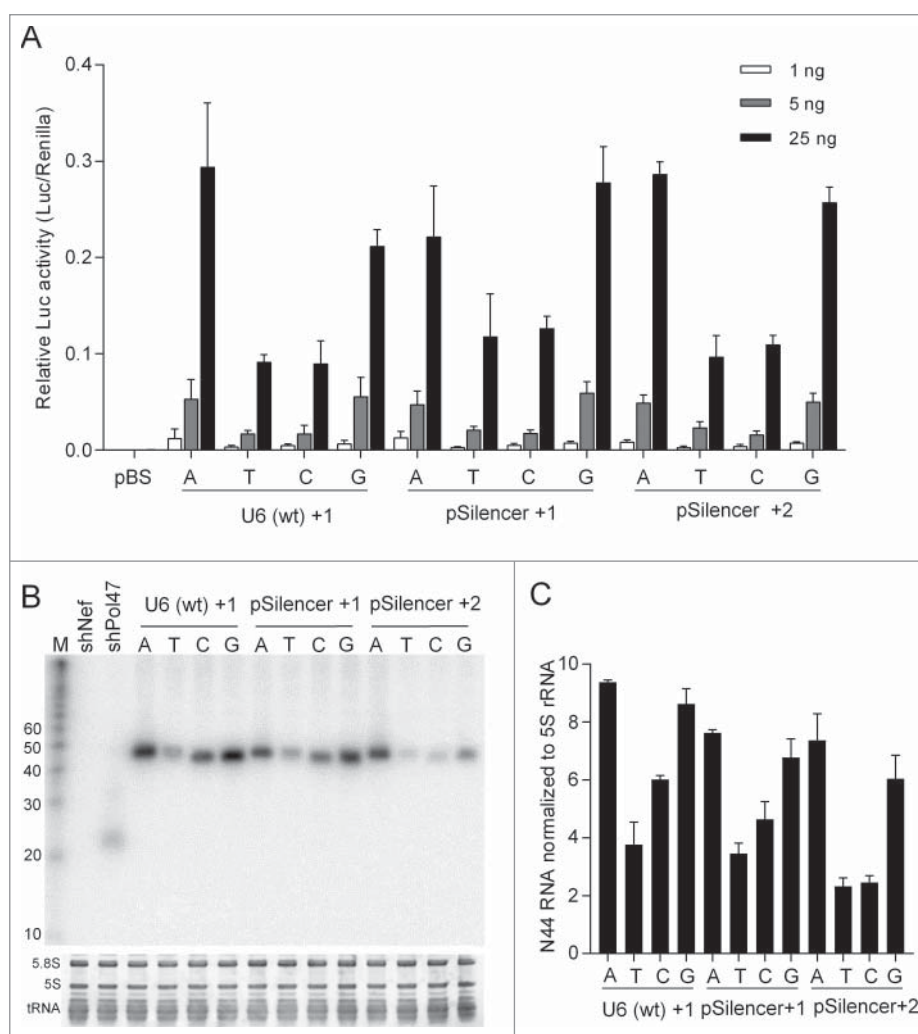 A
Relative Luc activity (Luc/Renilla)
0.4
0.3
0.2
0.1
0.0
1 ng
5 ng
25 ng
pBS A T C G A T C G A T C G
U6 (wt) +1 pSilencer +1 pSilencer +2
B
M shNef shPol47
U6 (wt) +1 pSilencer +1 pSilencer +2
A T C G A T C G A T C G
60
50
40
30
20
10
5.8S
5S
tRNA
C
N44 RNA normalized to 5S rRNA
10
8
6
4
2
0
A T C G A T C G A T C G
U6 (wt) +1 pSilencer+1 pSilencer+2